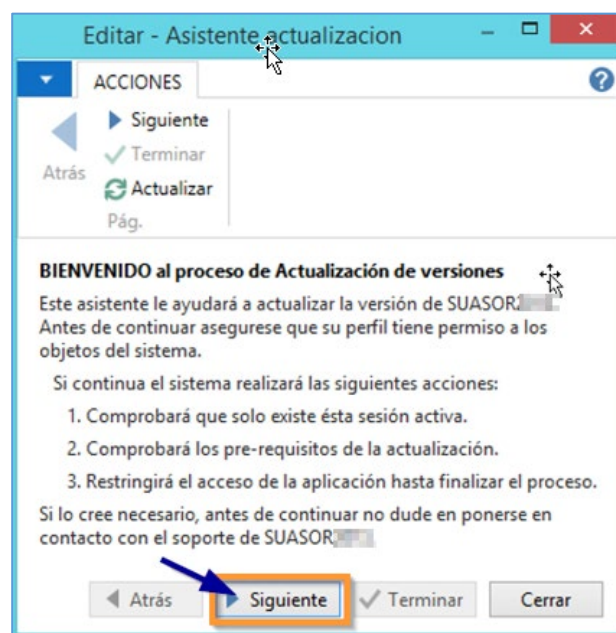 Editar - Asistente actualizacion
ACCIONES
Siguiente
Terminar
Atrás
Actualizar
Pág.
BIENVENIDO al proceso de Actualización de versiones
Este asistente le ayudará a actualizar la versión de SUASOR
Antes de continuar asegurese que su perfil tiene permiso a los
objetos del sistema.
Si continua el sistema realizará las siguientes acciones:
1. Comprobará que solo existe ésta sesión activa.
2. Comprobará los pre-requisitos de la actualización.
3. Restringirá el acceso de la aplicación hasta finalizar el proceso.
Si lo cree necesario, antes de continuar no dude en ponerse en
contacto con el soporte de SUASOR
Atrás Siguiente Terminar Cerrar